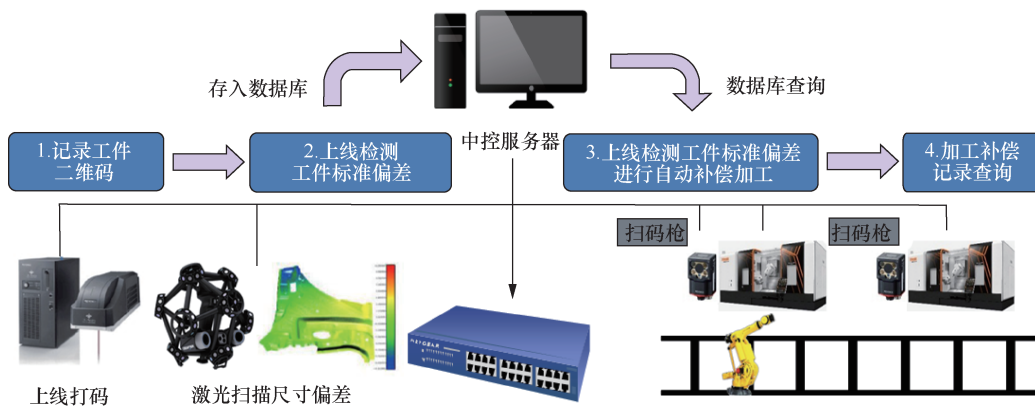 存入数据库
数据库查询
中控服务器
1.记录工件
二维码
2.上线检测
工件标准偏差
3.上线检测工件标准偏差
进行自动补偿加工
4.加工补偿
记录查询
扫码枪
扫码枪
NETGEAR
上线打码
激光扫描尺寸偏差